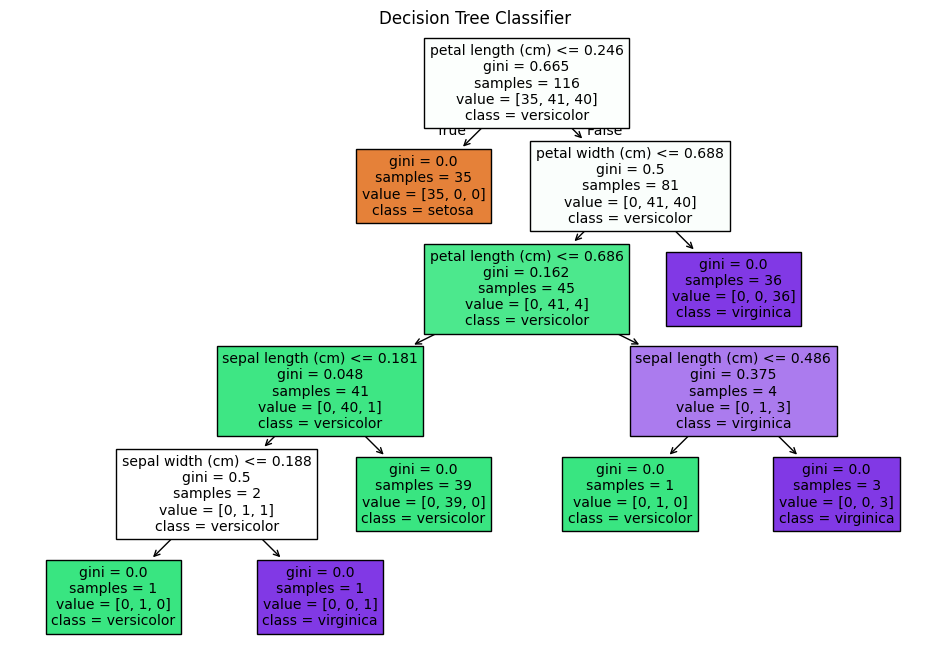 Decision Tree Classifier
petal length (cm) <= 0.246
gini = 0.665
samples = 116
value = [35, 41, 40]
class = versicolor
True
False
gini = 0.0
samples = 35
value = [35, 0, 0]
class = setosa
petal width (cm) <= 0.688
gini = 0.5
samples = 81
value = [0, 41, 40]
class = versicolor
petal length (cm) <= 0.686
gini = 0.162
samples = 45
value = [0, 41, 4]
class = versicolor
gini = 0.0
samples = 36
value = [0, 0, 36]
class = virginica
sepal length (cm) <= 0.181
gini = 0.048
samples = 41
value = [0, 40, 1]
class = versicolor
sepal length (cm) <= 0.486
gini = 0.375
samples = 4
value = [0, 1, 3]
class = virginica
sepal width (cm) <= 0.188
gini = 0.5
samples = 2
value = [0, 1, 1]
class = versicolor
gini = 0.0
samples = 39
value = [0, 39, 0]
class = versicolor
gini = 0.0
samples = 1
value = [0, 1, 0]
class = versicolor
gini = 0.0
samples = 3
value = [0, 0, 3]
class = virginica
gini = 0.0
samples = 1
value = [0, 1, 0]
class = versicolor
gini = 0.0
samples = 1
value = [0, 0, 1]
class = virginica